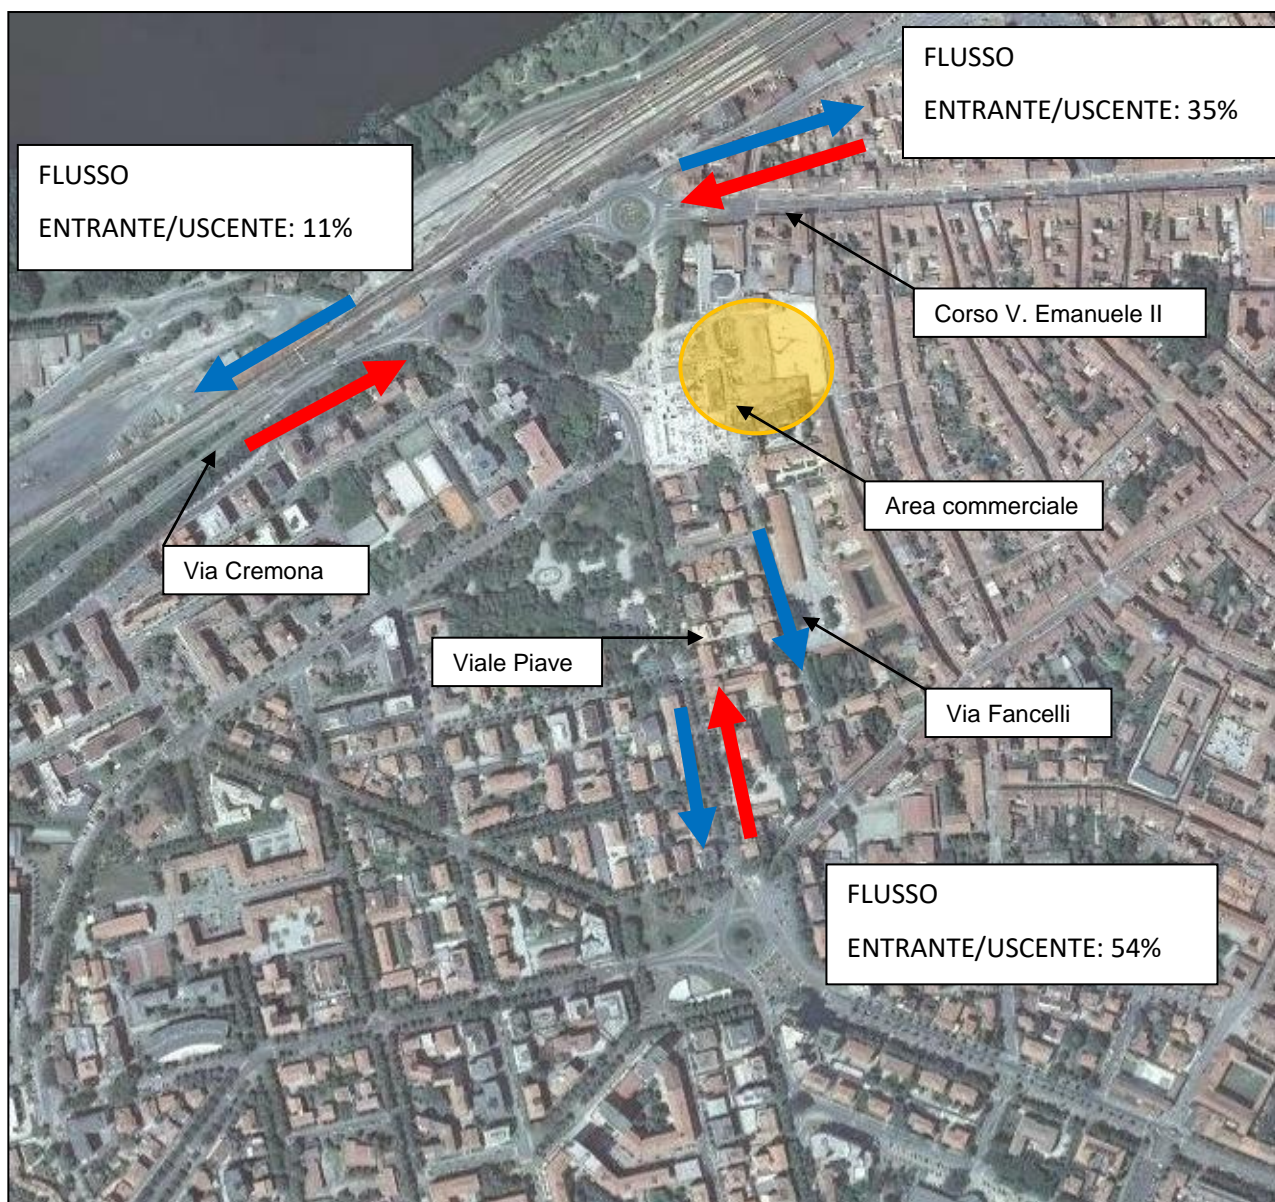 FLUSSO
ENTRANTE/USCENTE: 35%
FLUSSO
ENTRANTE/USCENTE: 11%
Corso V. Emanuele II
Area commerciale
Via Cremona
Viale Piave
Via Fancelli
FLUSSO
ENTRANTE/USCENTE: 54%